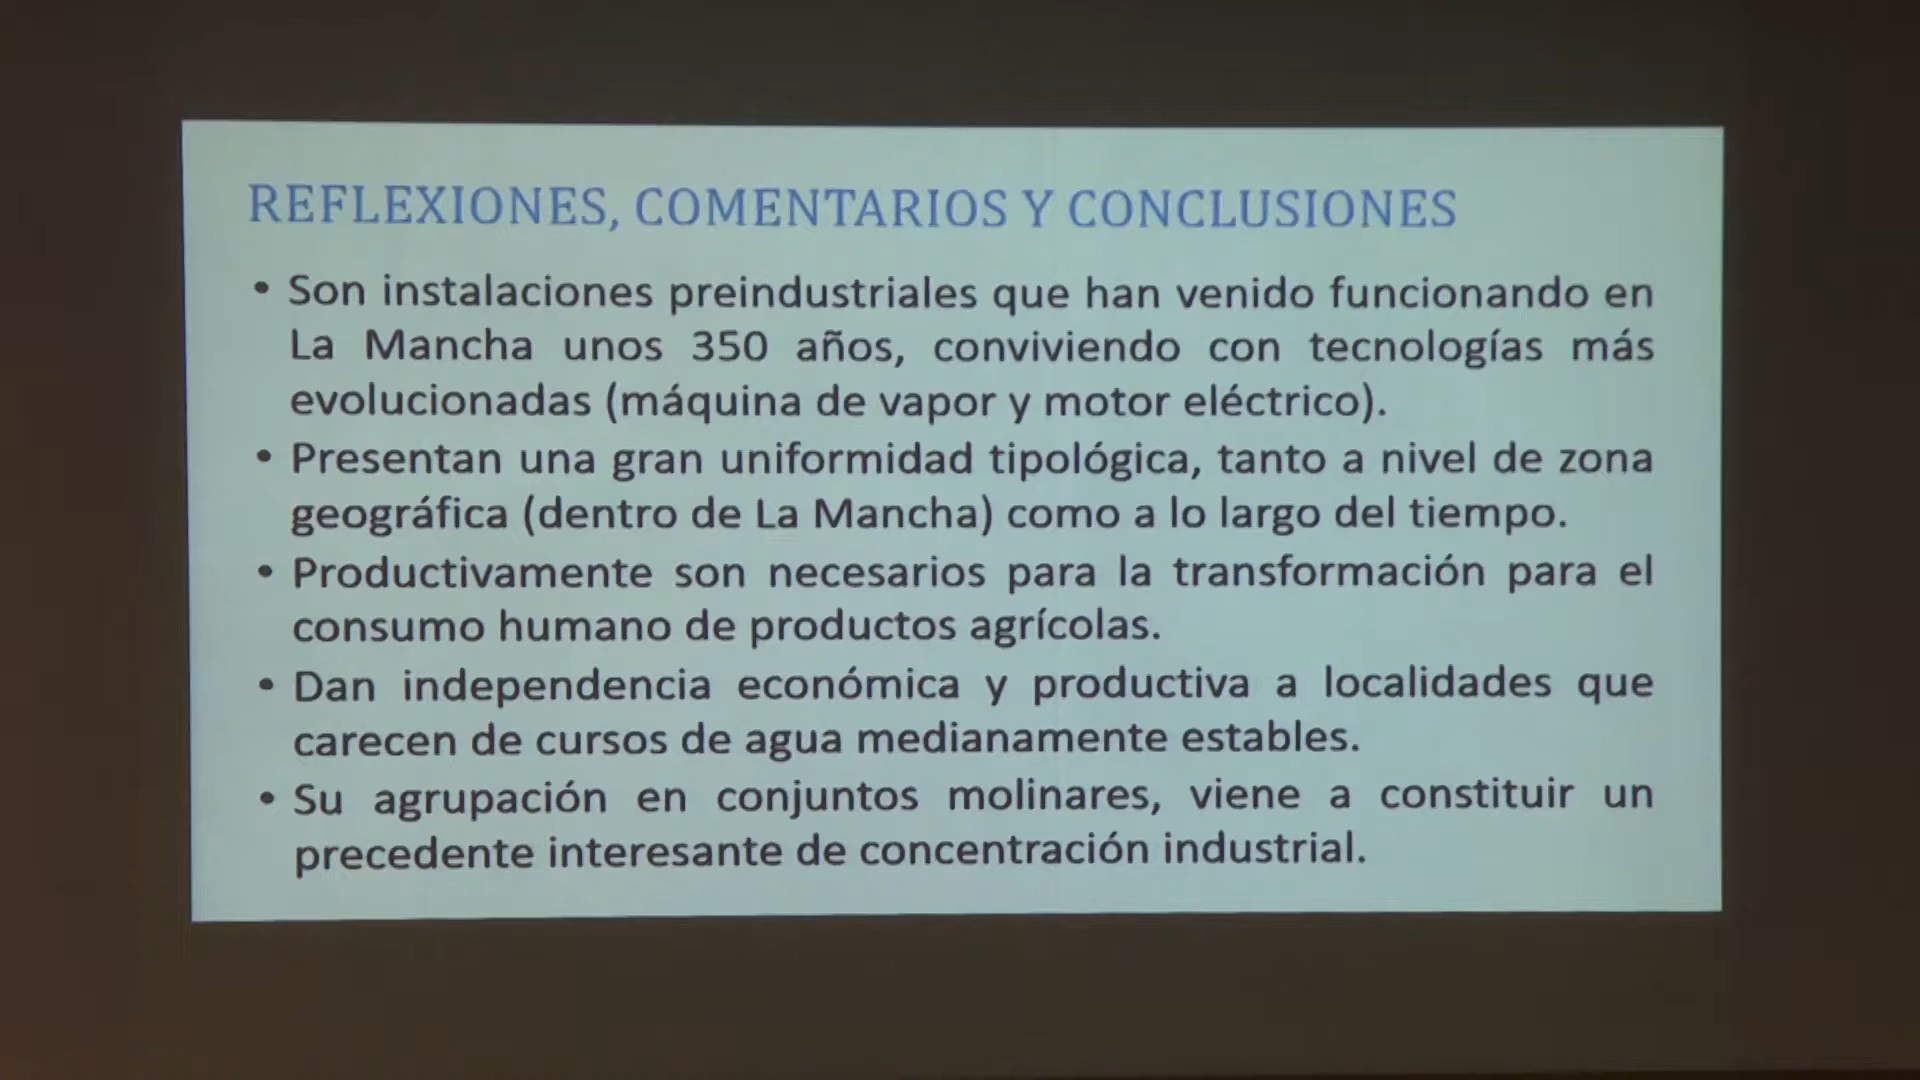 REFLEXIONES, COMENTARIOS Y CONCLUSIONES
• Son instalaciones preindustriales que han venido funcionando en
La Mancha unos 350 años, conviviendo con tecnologías más
evolucionadas (máquina de vapor y motor eléctrico).
• Presentan una gran uniformidad tipológica, tanto a nivel de zona
geográfica (dentro de La Mancha) como a lo largo del tiempo.
• Productivamente son necesarios para la transformación para el
consumo humano de productos agrícolas.
• Dan independencia económica y productiva a localidades que
carecen de cursos de agua medianamente estables.
• Su agrupación en conjuntos molinares, viene a constituir un
precedente interesante de concentración industrial.